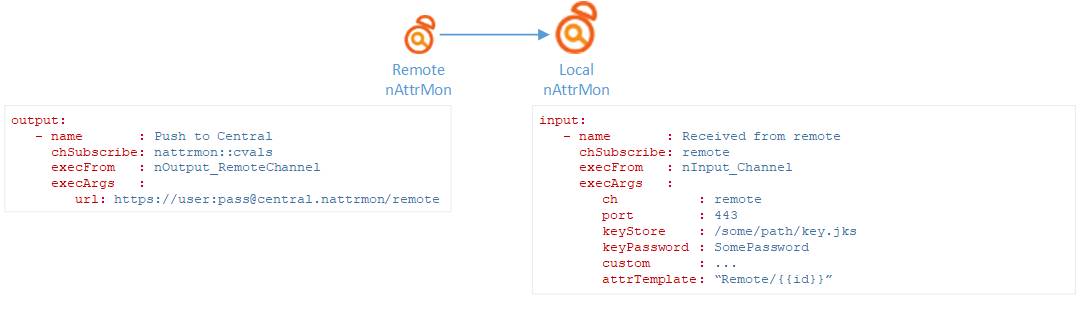 Remote
nAttrMon
Local
nAttrMon
output:
- name : Push to Central
chSubscribe: nattrmon::cvals
execFrom : nOutput_RemoteChannel
execArgs :
url: https://user:pass@central.nattrmon/remote
input:
- name : Received from remote
chSubscribe: remote
execFrom : nInput_Channel
execArgs :
ch : remote
port : 443
keyStore : /some/path/key.jks
keyPassword : SomePassword
custom : ...
attrTemplate: “Remote/{{id}}”